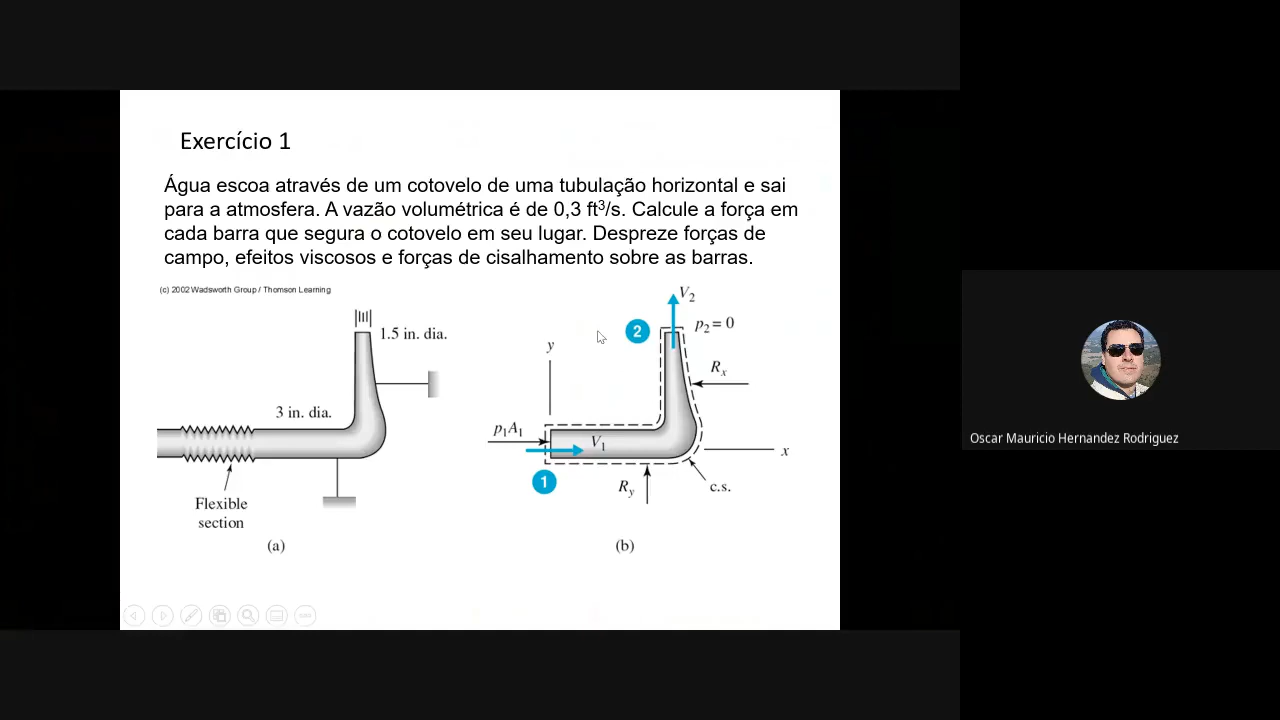 Exercício 1
Água escoa através de um cotovelo de uma tubulação horizontal e sai
para a atmosfera. A vazão volumétrica é de 0,3 ft³/s. Calcule a força em
cada barra que segura o cotovelo em seu lugar. Despreze forças de
campo, efeitos viscosos e forças de cisalhamento sobre as barras.
(c) 2002 Wadsworth Group / Thomson Learning
1.5 in. dia.
3 in. dia.
Flexible
section
(a)
V₂
2
p₂ = 0
y
Rₓ
p₁A₁
V₁
x
1
R_y
c.s.
(b)
Oscar Mauricio Hernandez Rodriguez